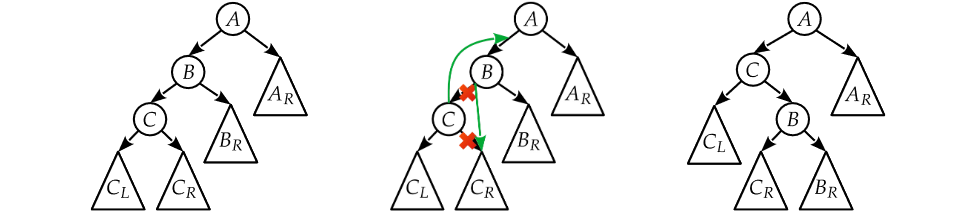 A A A
B B C
A_R A_R A_R
C B_R C B_R C_L B
C_L C_R C_L C_R C_R B_R